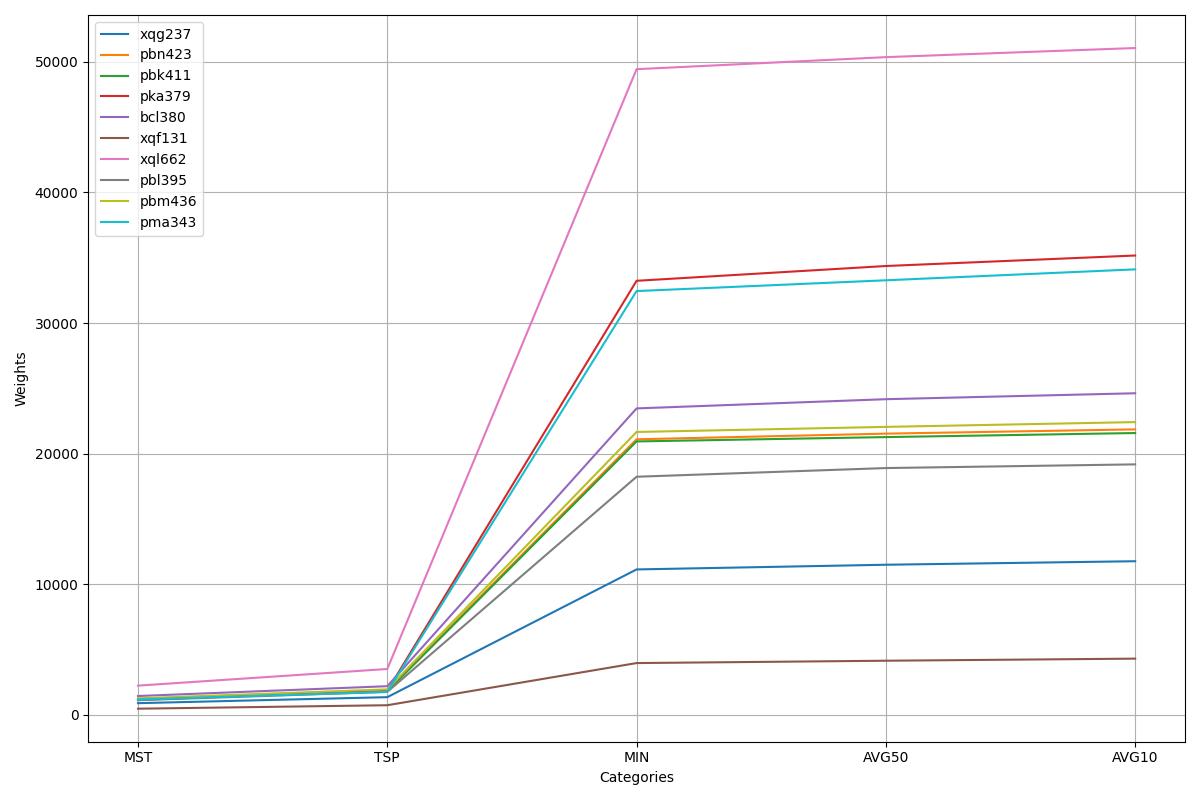 xqg237
pbn423
pbk411
pka379
bcl380
xqf131
xql662
pbl395
pbm436
pma343
50000
40000
30000
20000
10000
0
Weights
MST TSP MIN AVG50 AVG10
Categories